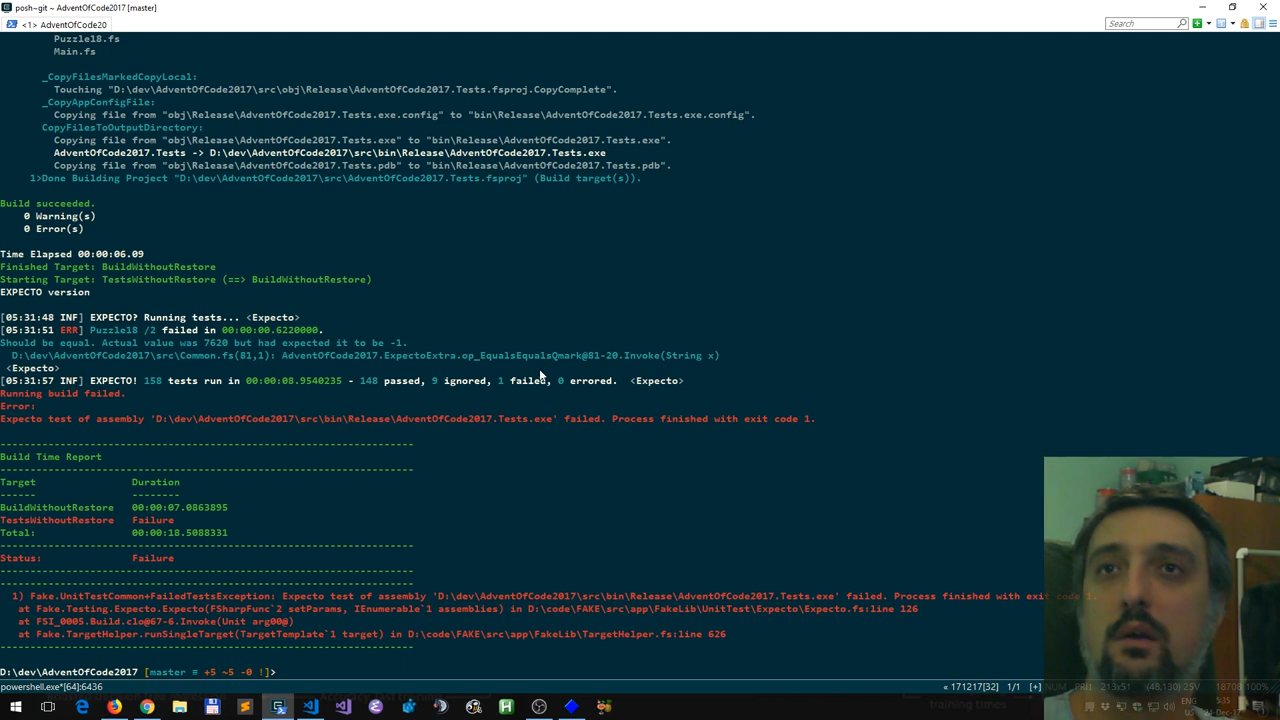 posh~git ~ AdventOfCode2017 [master]
<1> AdventOfCode20
Search
Puzzle18.fs
Main.fs
_CopyFilesMarkedCopyLocal:
Touching "D:\dev\AdventOfCode2017\src\obj\Release\AdventOfCode2017.Tests.fsproj.CopyComplete".
_CopyAppConfigFile:
Copying file from "obj\Release\AdventOfCode2017.Tests.exe.config" to "bin\Release\AdventOfCode2017.Tests.exe.config".
CopyFilesToOutputDirectory:
Copying file from "obj\Release\AdventOfCode2017.Tests.exe" to "bin\Release\AdventOfCode2017.Tests.exe".
AdventOfCode2017.Tests -> D:\dev\AdventOfCode2017\src\bin\Release\AdventOfCode2017.Tests.exe
Copying file from "obj\Release\AdventOfCode2017.Tests.pdb" to "bin\Release\AdventOfCode2017.Tests.pdb".
1>Done Building Project "D:\dev\AdventOfCode2017\src\AdventOfCode2017.Tests.fsproj" (Build target(s)).
Build succeeded.
0 Warning(s)
0 Error(s)
Time Elapsed 00:00:06.09
Finished Target: BuildWithoutRestore
Starting Target: TestsWithoutRestore (==> BuildWithoutRestore)
EXPECTO version
[05:31:48 INF] EXPECTO? Running tests... <Expecto>
[05:31:51 ERR] Puzzle18 /2 failed in 00:00:00.6220000.
Should be equal. Actual value was 7620 but had expected it to be -1.
D:\dev\AdventOfCode2017\src\Common.fs(81,1): AdventOfCode2017.ExpectoExtra.op_EqualsEqualsQmark@81-20.Invoke(String x)
<Expecto>
[05:31:57 INF] EXPECTO! 158 tests run in 00:00:08.9540235 - 148 passed, 9 ignored, 1 failed, 0 errored.  <Expecto>
Running build failed.
Error:
Expecto test of assembly 'D:\dev\AdventOfCode2017\src\bin\Release\AdventOfCode2017.Tests.exe' failed. Process finished with exit code 1.
---------------------------------------------------------------------
Build Time Report
---------------------------------------------------------------------
Target Duration
------ --------
BuildWithoutRestore 00:00:07.0863895
TestsWithoutRestore Failure
Total: 00:00:18.5088331
---------------------------------------------------------------------
Status: Failure
---------------------------------------------------------------------
---------------------------------------------------------------------
1) Fake.UnitTestCommon+FailedTestsException: Expecto test of assembly 'D:\dev\AdventOfCode2017\src\bin\Release\AdventOfCode2017.Tests.exe' failed. Process finished with exit code 1.
at Fake.Testing.Expecto.Expecto(FSharpFunc`2 setParams, IEnumerable`1 assemblies) in D:\code\FAKE\src\app\FakeLib\UnitTest\Expecto\Expecto.fs:line 126
at FSI_0005.Build.clo@67-6.Invoke(Unit arg00@)
at Fake.TargetHelper.runSingleTarget(TargetTemplate`1 target) in D:\code\FAKE\src\app\FakeLib\TargetHelper.fs:line 626
---------------------------------------------------------------------
D:\dev\AdventOfCode2017 [master ≡ +5 ~5 -0 !]>
powershell.exe*[64]:6436 « 171217[32] 1/1 [+] NUM PRI1 213x51 (48,130) 25V 18708 100%
training times